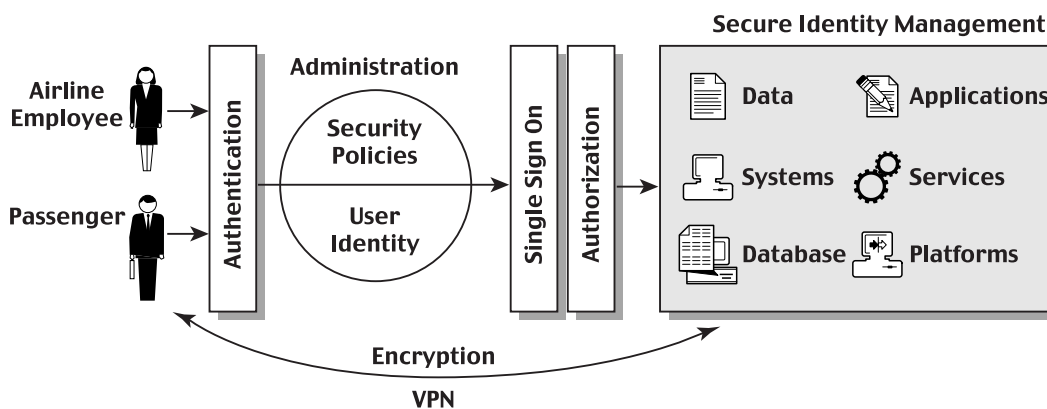 Secure Identity Management
Airline
Employee
Passenger
Authentication
Administration
Security
Policies
User
Identity
Single Sign On
Authorization
Data
Applications
Systems
Services
Database
Platforms
Encryption
VPN